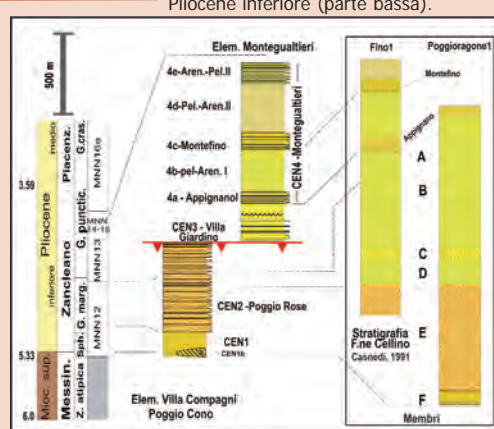 Pliocene inferiore (parte bassa).
Elem. Montegualtieri
Fino1
Poggioragone1
500 m
4e-Aren.-Pel.II
4d-Pel.-Aren.II
4c-Montefino
4b-pel-Aren. I
4a - Appignanol
CEN4 -Montegualtieri
Montefino
Appignano
CEN3 - Villa
Giardino
CEN2 -Poggio Rose
CEN1
CEN1b
Elem. Villa Compagni
Poggio Cono
A
B
C
D
E
F
Stratigrafia
F.ne Cellino
Casnedi, 1991
Membri
3.59
5.33
6.0
Pliocene
medio
inferiore
Mioc. sup.
Piacenz.
Zancleano
Messin.
G.cras.
G. punctic.
G. marg.
Sph.
Z. atipica
MNN16a
MNN
14-15
MNN13
MNN12